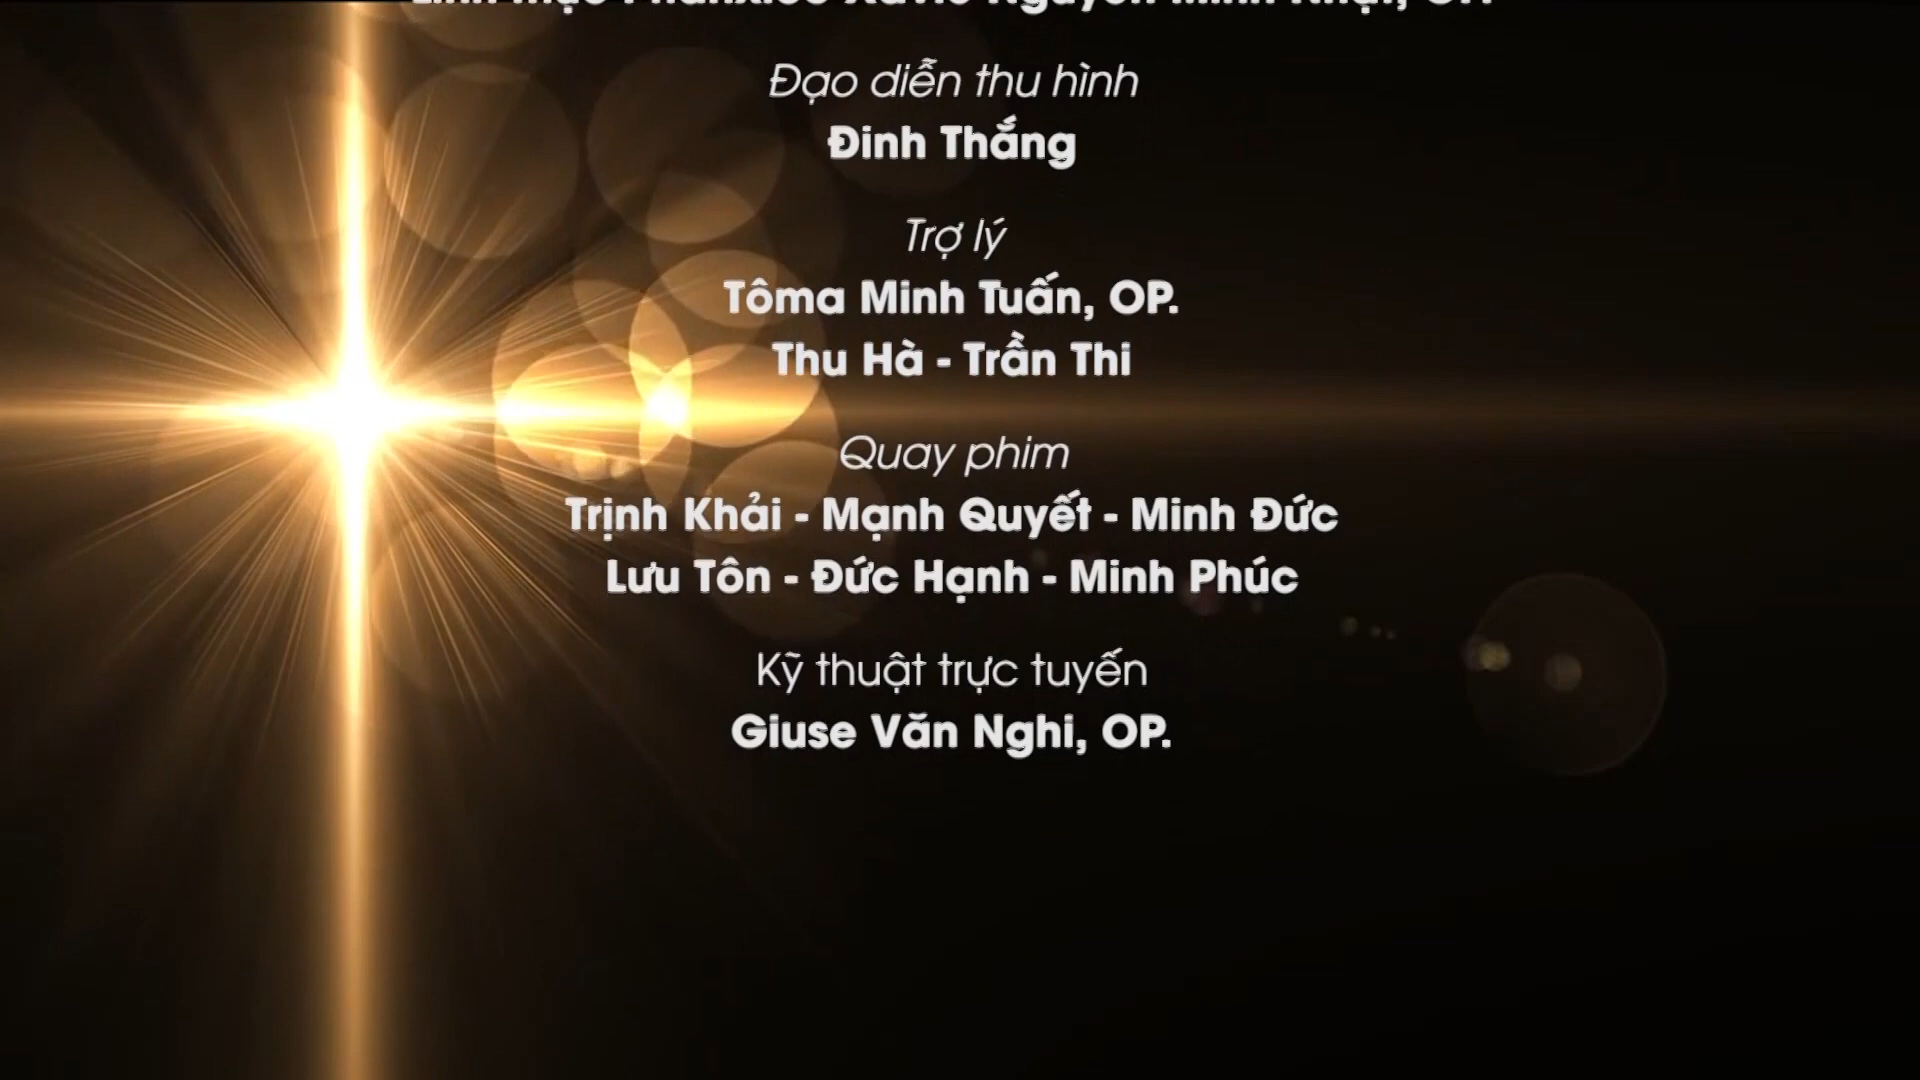 Đạo diễn thu hình
Đinh Thắng
Trợ lý
Tôma Minh Tuấn, OP.
Thu Hà - Trần Thi
Quay phim
Trịnh Khải - Mạnh Quyết - Minh Đức
Lưu Tôn - Đức Hạnh - Minh Phúc
Kỹ thuật trực tuyến
Giuse Văn Nghi, OP.